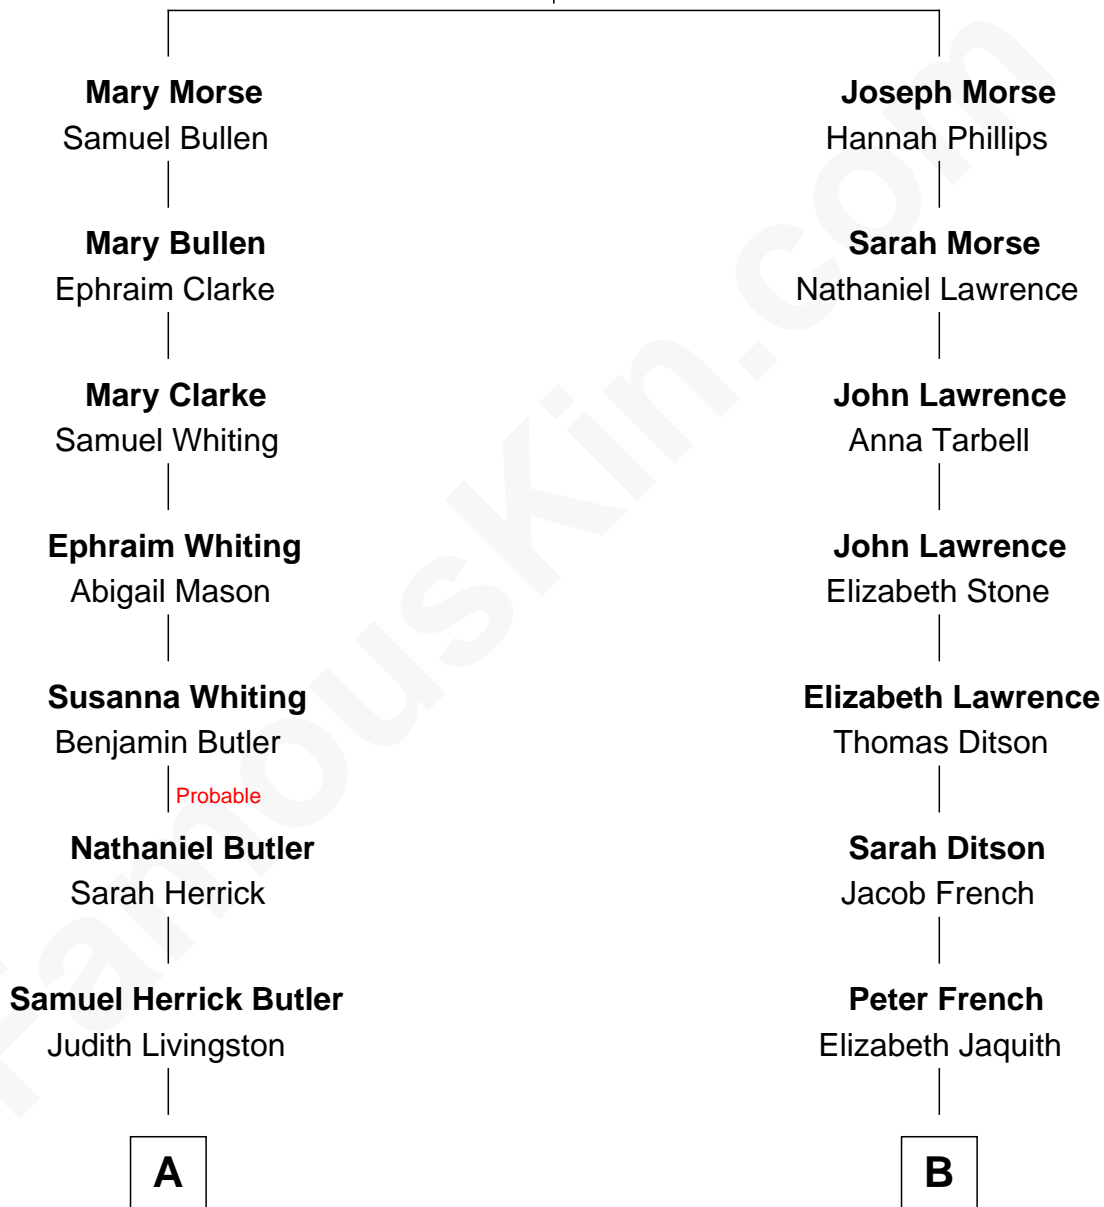 Mary Morse
Samuel Bullen
Mary Bullen
Ephraim Clarke
Mary Clarke
Samuel Whiting
Ephraim Whiting
Abigail Mason
Susanna Whiting
Benjamin Butler
Probable
Nathaniel Butler
Sarah Herrick
Samuel Herrick Butler
Judith Livingston
A
Joseph Morse
Hannah Phillips
Sarah Morse
Nathaniel Lawrence
John Lawrence
Anna Tarbell
John Lawrence
Elizabeth Stone
Elizabeth Lawrence
Thomas Ditson
Sarah Ditson
Jacob French
Peter French
Elizabeth Jaquith
B
FamousKin.com